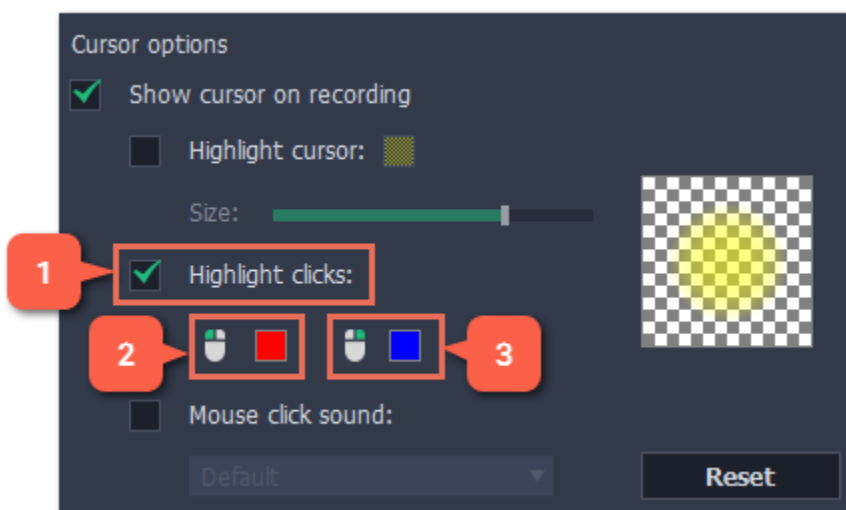 Cursor options
Show cursor on recording
Highlight cursor:
Size:
1
Highlight clicks:
2
3
Mouse click sound:
Default
Reset